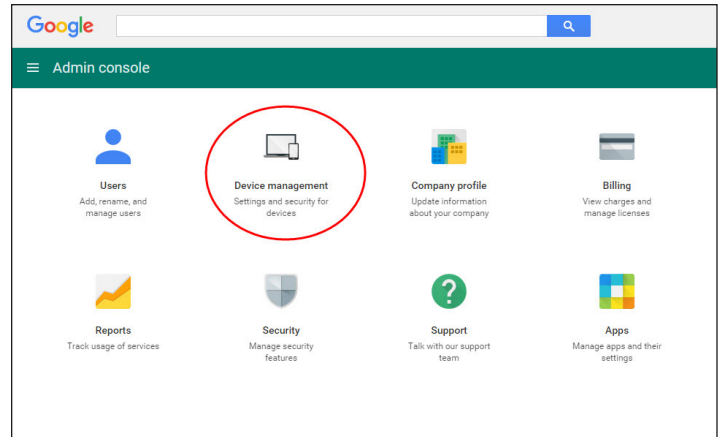 Google
Admin console
Users
Add, rename, and
manage users
Device management
Settings and security for
devices
Company profile
Update information
about your company
Billing
View charges and
manage licenses
Reports
Track usage of services
Security
Manage security
features
Support
Talk with our support
team
Apps
Manage apps and their
settings